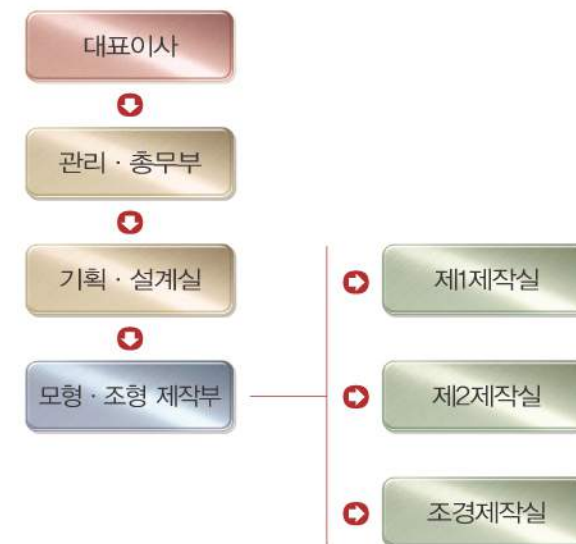 대표이사
관리 · 총무부
기획 · 설계실
모형 · 조형 제작부
제1제작실
제2제작실
조경제작실